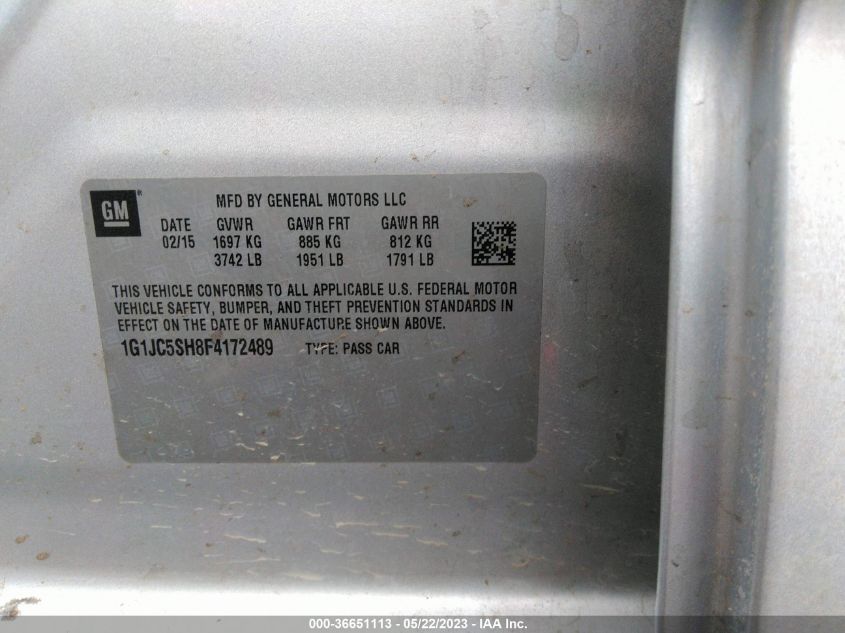 GM ®
MFD BY GENERAL MOTORS LLC
DATE GVWR GAWR FRT GAWR RR
02/15 1697 KG 885 KG 812 KG
3742 LB 1951 LB 1791 LB
THIS VEHICLE CONFORMS TO ALL APPLICABLE U.S. FEDERAL MOTOR
VEHICLE SAFETY, BUMPER, AND THEFT PREVENTION STANDARDS IN
EFFECT ON THE DATE OF MANUFACTURE SHOWN ABOVE.
1G1JC5SH8F4172489 TYPE: PASS CAR
000-36651113 - 05/22/2023 - IAA Inc.